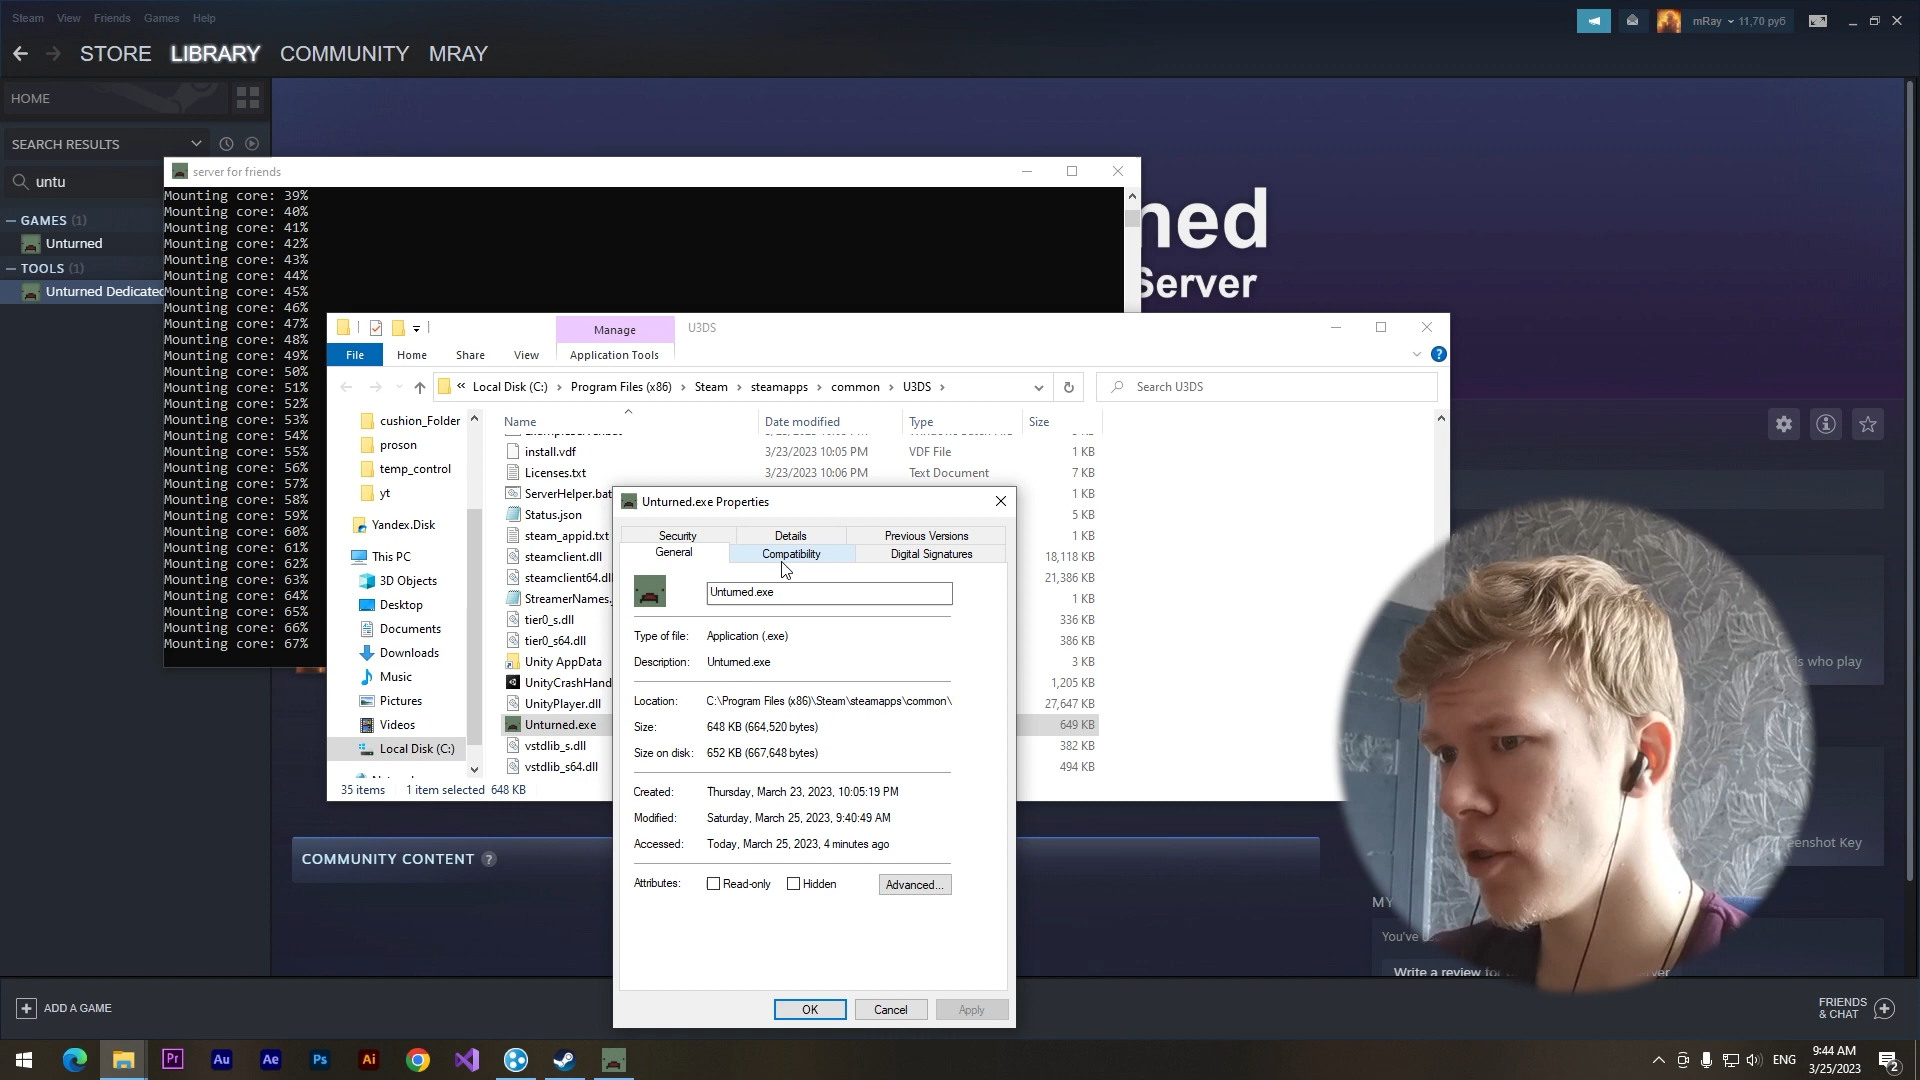 Steam View Friends Games Help
mRay 11,70 руб
STORE LIBRARY COMMUNITY MRAY
HOME
SEARCH RESULTS
untu
GAMES (1)
Unturned
TOOLS (1)
Unturned Dedicated
ned
Server
server for friends
Mounting core: 39%
Mounting core: 40%
Mounting core: 41%
Mounting core: 42%
Mounting core: 43%
Mounting core: 44%
Mounting core: 45%
Mounting core: 46%
Mounting core: 47%
Mounting core: 48%
Mounting core: 49%
Mounting core: 50%
Mounting core: 51%
Mounting core: 52%
Mounting core: 53%
Mounting core: 54%
Mounting core: 55%
Mounting core: 56%
Mounting core: 57%
Mounting core: 58%
Mounting core: 59%
Mounting core: 60%
Mounting core: 61%
Mounting core: 62%
Mounting core: 63%
Mounting core: 64%
Mounting core: 65%
Mounting core: 66%
Mounting core: 67%
Manage U3DS
File Home Share View Application Tools
« Local Disk (C:) › Program Files (x86) › Steam › steamapps › common › U3DS ›
Search U3DS
cushion_Folder
proson
temp_control
yt
Yandex.Disk
This PC
3D Objects
Desktop
Documents
Downloads
Music
Pictures
Videos
Local Disk (C:)
Name Date modified Type Size
install.vdf 3/23/2023 10:05 PM VDF File 1 KB
Licenses.txt 3/23/2023 10:06 PM Text Document 7 KB
ServerHelper.bat 1 KB
Status.json 5 KB
steam_appid.txt 1 KB
steamclient.dll 18,118 KB
steamclient64.dll 21,386 KB
StreamerNames. 1 KB
tier0_s.dll 336 KB
tier0_s64.dll 386 KB
Unity AppData 3 KB
UnityCrashHand 1,205 KB
UnityPlayer.dll 27,647 KB
Unturned.exe 649 KB
vstdlib_s.dll 382 KB
vstdlib_s64.dll 494 KB
35 items 1 item selected 648 KB
Unturned.exe Properties
Security Details Previous Versions
General Compatibility Digital Signatures
Unturned.exe
Type of file: Application (.exe)
Description: Unturned.exe
Location: C:\Program Files (x86)\Steam\steamapps\common\
Size: 648 KB (664,520 bytes)
Size on disk: 652 KB (667,648 bytes)
Created: Thursday, March 23, 2023, 10:05:19 PM
Modified: Saturday, March 25, 2023, 9:40:49 AM
Accessed: Today, March 25, 2023, 4 minutes ago
Attributes: Read-only Hidden Advanced...
OK Cancel Apply
COMMUNITY CONTENT ?
ls who play
enshot Key
MY
You've
Write a review for
ADD A GAME
FRIENDS
& CHAT
Pr Au Ae Ps Ai
ENG
9:44 AM
3/25/2023
2